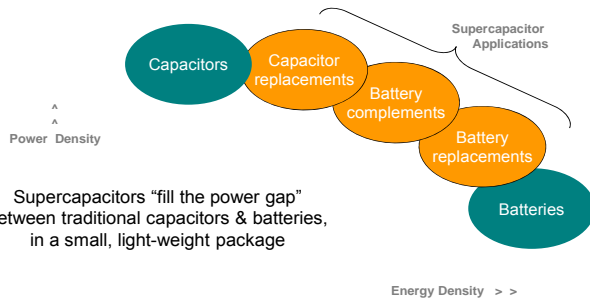 Supercapacitor
Applications
Capacitors
Capacitor
replacements
Battery
complements
Battery
replacements
Batteries
^
^
Power Density
Supercapacitors “fill the power gap”
etween traditional capacitors & batteries,
in a small, light-weight package
Energy Density > >